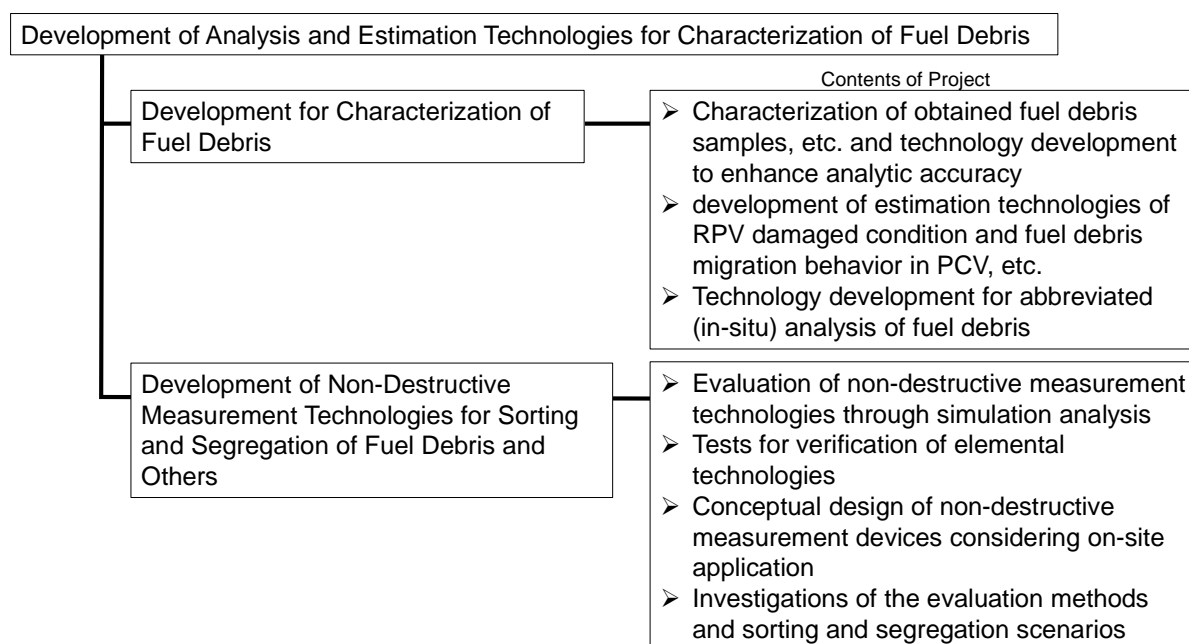 Development of Analysis and Estimation Technologies for Characterization of Fuel Debris
Contents of Project
Development for Characterization of
Fuel Debris
➢ Characterization of obtained fuel debris
samples, etc. and technology development
to enhance analytic accuracy
➢ development of estimation technologies of
RPV damaged condition and fuel debris
migration behavior in PCV, etc.
➢ Technology development for abbreviated
(in-situ) analysis of fuel debris
Development of Non-Destructive
Measurement Technologies for Sorting
and Segregation of Fuel Debris and
Others
➢ Evaluation of non-destructive measurement
technologies through simulation analysis
➢ Tests for verification of elemental
technologies
➢ Conceptual design of non-destructive
measurement devices considering on-site
application
➢ Investigations of the evaluation methods
and sorting and segregation scenarios